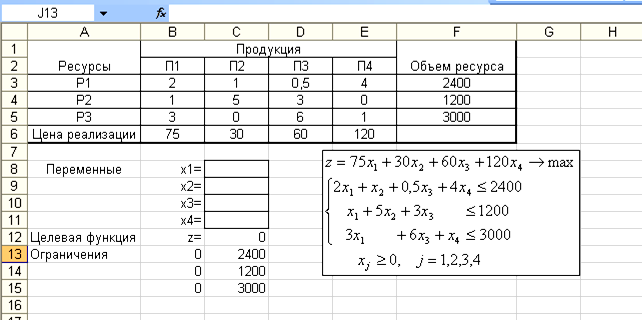 J13 fx
A B C D E F G H
1 Продукция
2 Ресурсы П1 П2 П3 П4 Объем ресурса
3 Р1 2 1 0,5 4 2400
4 Р2 1 5 3 0 1200
5 Р3 3 0 6 1 3000
6 Цена реализации 75 30 60 120
7
8 Переменные x1=
9 x2=
10 x3=
11 x4=
12 Целевая функция z= 0
13 Ограничения 0 2400
14 0 1200
15 0 3000
16
z = 75x₁ + 30x₂ + 60x₃ + 120x₄ → max
2x₁ + x₂ + 0,5x₃ + 4x₄ ≤ 2400
x₁ + 5x₂ + 3x₃ ≤ 1200
3x₁ + 6x₃ + x₄ ≤ 3000
xⱼ ≥ 0, j = 1,2,3,4